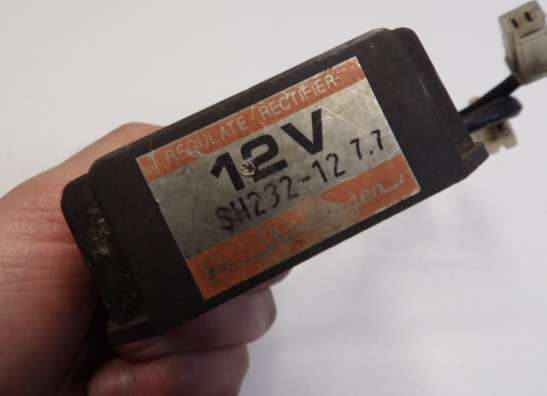 REGULATE/RECTIFIER
12V
SH232-12 7.7